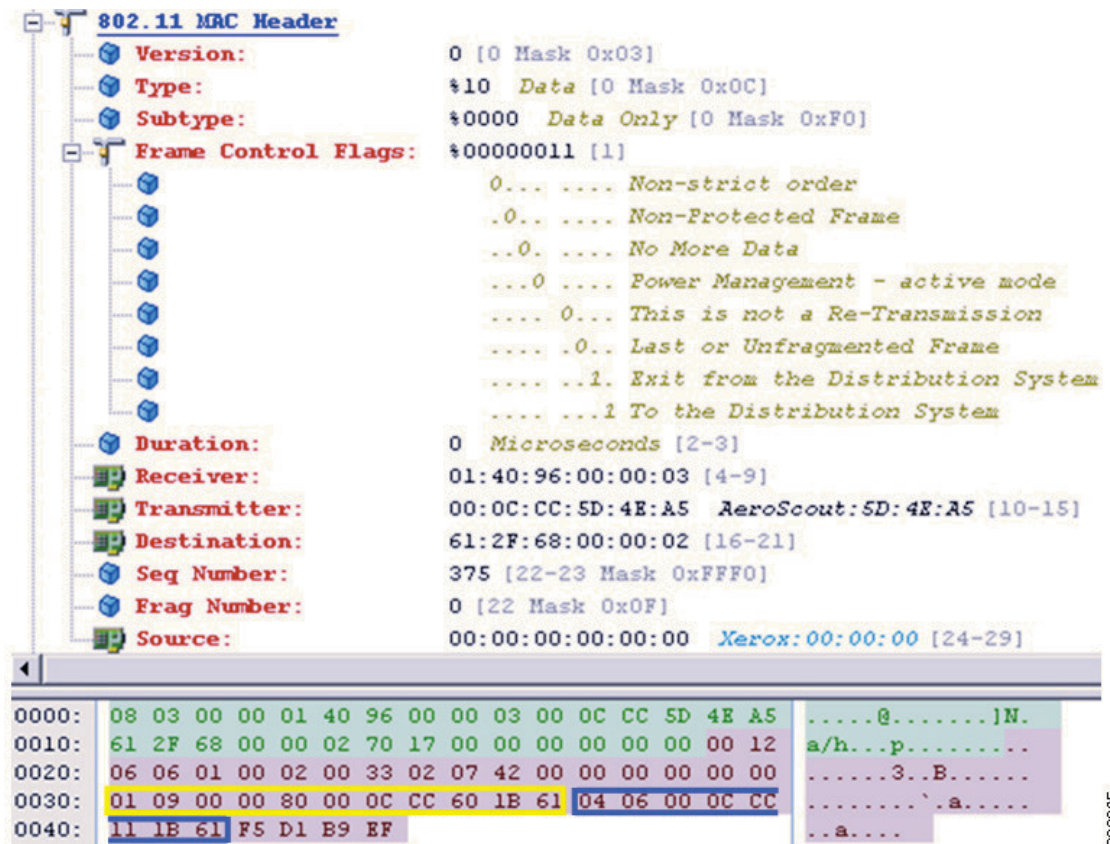 802.11 MAC Header
Version: 0 [0 Mask 0x03]
Type: %10 Data [0 Mask 0x0C]
Subtype: %0000 Data Only [0 Mask 0xF0]
Frame Control Flags: %00000011 [1]
0... .... Non-strict order
.0.. .... Non-Protected Frame
..0. .... No More Data
...0 .... Power Management - active mode
.... 0... This is not a Re-Transmission
.... .0.. Last or Unfragmented Frame
.... ..1. Exit from the Distribution System
.... ...1 To the Distribution System
Duration: 0 Microseconds [2-3]
Receiver: 01:40:96:00:00:03 [4-9]
Transmitter: 00:0C:CC:5D:4E:A5 AeroScout:5D:4E:A5 [10-15]
Destination: 61:2F:68:00:00:02 [16-21]
Seq Number: 375 [22-23 Mask 0xFFF0]
Frag Number: 0 [22 Mask 0x0F]
Source: 00:00:00:00:00:00 Xerox:00:00:00 [24-29]
0000: 08 03 00 00 01 40 96 00 00 03 00 0C CC 5D 4E A5 .....@.......]N.
0010: 61 2F 68 00 00 02 70 17 00 00 00 00 00 00 00 12 a/h...p.........
0020: 06 06 01 00 02 00 33 02 07 42 00 00 00 00 00 00 ......3..B......
0030: 01 09 00 00 80 00 0C CC 60 1B 61 04 06 00 0C CC ........`.a.....
0040: 11 1B 61 F5 D1 B9 EF ..a....